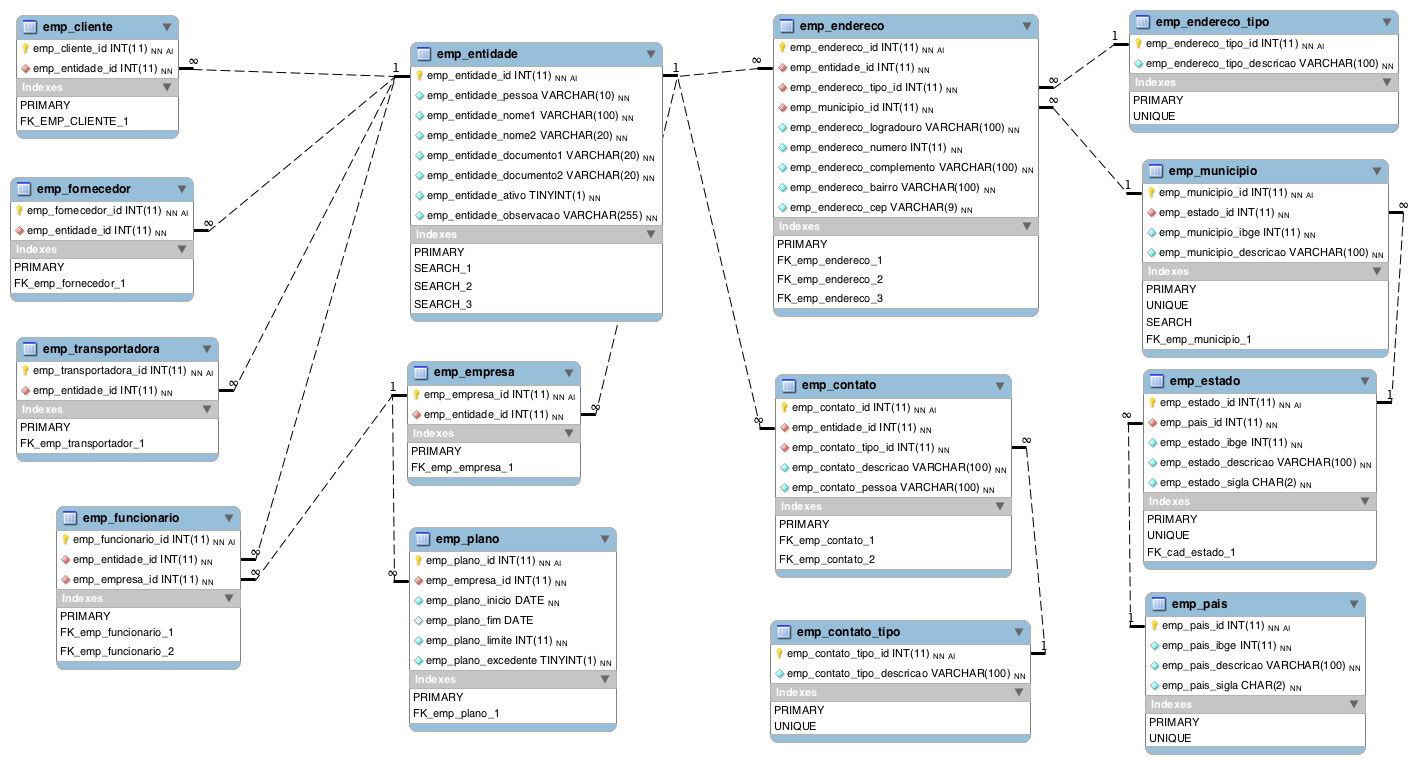 emp_cliente
emp_cliente_id INT(11) NN AI
emp_entidade_id INT(11) NN
Indexes
PRIMARY
FK_EMP_CLIENTE_1
∞
emp_fornecedor
emp_fornecedor_id INT(11) NN AI
emp_entidade_id INT(11) NN
Indexes
PRIMARY
FK_emp_fornecedor_1
∞
emp_transportadora
emp_transportadora_id INT(11) NN AI
emp_entidade_id INT(11) NN
Indexes
PRIMARY
FK_emp_transportador_1
∞
emp_funcionario
emp_funcionario_id INT(11) NN AI
emp_entidade_id INT(11) NN
emp_empresa_id INT(11) NN
Indexes
PRIMARY
FK_emp_funcionario_1
FK_emp_funcionario_2
∞
∞
1
emp_entidade
emp_entidade_id INT(11) NN AI
emp_entidade_pessoa VARCHAR(10) NN
emp_entidade_nome1 VARCHAR(100) NN
emp_entidade_nome2 VARCHAR(20) NN
emp_entidade_documento1 VARCHAR(20) NN
emp_entidade_documento2 VARCHAR(20) NN
emp_entidade_ativo TINYINT(1) NN
emp_entidade_observacao VARCHAR(255) NN
Indexes
PRIMARY
SEARCH_1
SEARCH_2
SEARCH_3
1
1
emp_empresa
emp_empresa_id INT(11) NN AI
emp_entidade_id INT(11) NN
Indexes
PRIMARY
FK_emp_empresa_1
∞
emp_plano
emp_plano_id INT(11) NN AI
emp_empresa_id INT(11) NN
emp_plano_inicio DATE NN
emp_plano_fim DATE
emp_plano_limite INT(11) NN
emp_plano_excedente TINYINT(1) NN
Indexes
PRIMARY
FK_emp_plano_1
∞
∞
emp_endereco
emp_endereco_id INT(11) NN AI
emp_entidade_id INT(11) NN
emp_endereco_tipo_id INT(11) NN
emp_municipio_id INT(11) NN
emp_endereco_logradouro VARCHAR(100) NN
emp_endereco_numero INT(11) NN
emp_endereco_complemento VARCHAR(100) NN
emp_endereco_bairro VARCHAR(100) NN
emp_endereco_cep VARCHAR(9) NN
Indexes
PRIMARY
FK_emp_endereco_1
FK_emp_endereco_2
FK_emp_endereco_3
∞
∞
∞
emp_contato
emp_contato_id INT(11) NN AI
emp_entidade_id INT(11) NN
emp_contato_tipo_id INT(11) NN
emp_contato_descricao VARCHAR(100) NN
emp_contato_pessoa VARCHAR(100) NN
Indexes
PRIMARY
FK_emp_contato_1
FK_emp_contato_2
∞
emp_contato_tipo
emp_contato_tipo_id INT(11) NN AI
emp_contato_tipo_descricao VARCHAR(100) NN
Indexes
PRIMARY
UNIQUE
1
1
emp_endereco_tipo
emp_endereco_tipo_id INT(11) NN AI
emp_endereco_tipo_descricao VARCHAR(100) NN
Indexes
PRIMARY
UNIQUE
1
emp_municipio
emp_municipio_id INT(11) NN AI
emp_estado_id INT(11) NN
emp_municipio_ibge INT(11) NN
emp_municipio_descricao VARCHAR(100) NN
Indexes
PRIMARY
UNIQUE
SEARCH
FK_emp_municipio_1
∞
emp_estado
emp_estado_id INT(11) NN AI
emp_pais_id INT(11) NN
emp_estado_ibge INT(11) NN
emp_estado_descricao VARCHAR(100) NN
emp_estado_sigla CHAR(2) NN
Indexes
PRIMARY
UNIQUE
FK_cad_estado_1
1
∞
1
emp_pais
emp_pais_id INT(11) NN AI
emp_pais_ibge INT(11) NN
emp_pais_descricao VARCHAR(100) NN
emp_pais_sigla CHAR(2) NN
Indexes
PRIMARY
UNIQUE